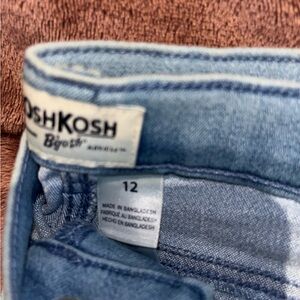 OSHKOSH
B'gosh
12
MADE IN BANGLADESH
FABRIQUÉ AU BANGLADESH
HECHO EN BANGLADESH